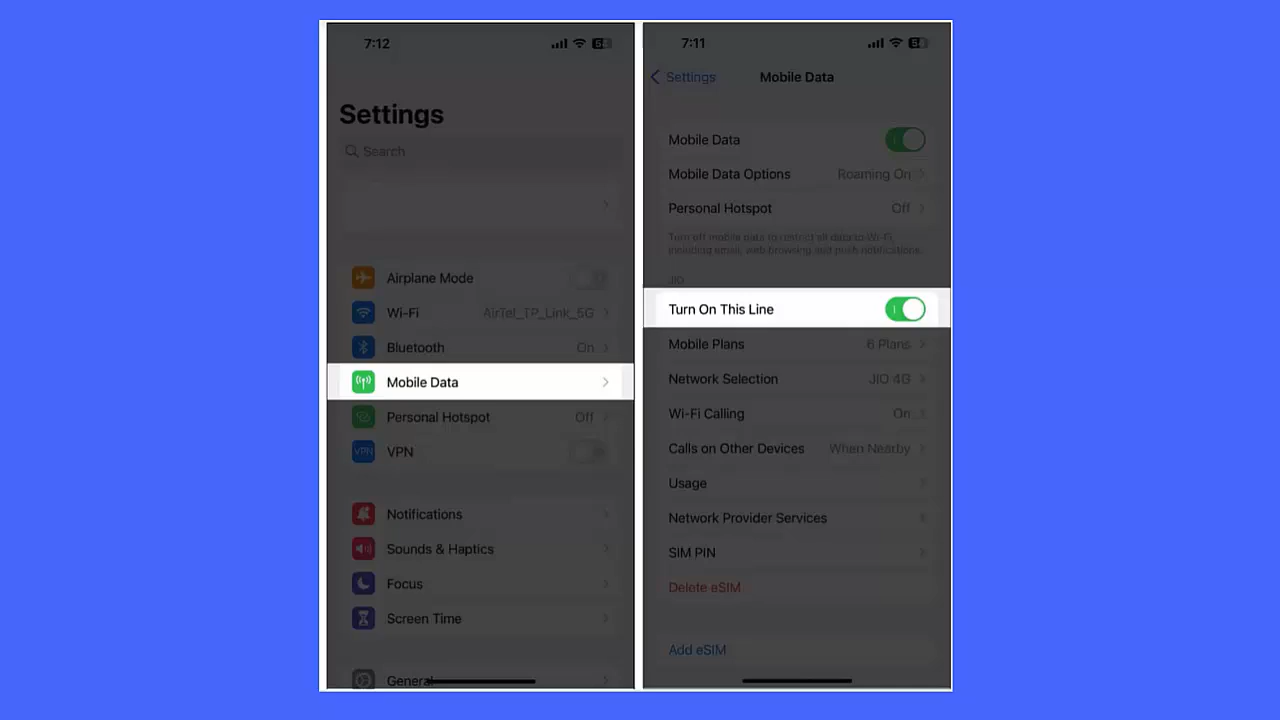 7:12
Settings
Search
Airplane Mode
Wi-Fi AirTel_TP_Link_5G
Bluetooth On
Mobile Data
Personal Hotspot Off
VPN VPN
Notifications
Sounds & Haptics
Focus
Screen Time
General
7:11
Settings Mobile Data
Mobile Data
Mobile Data Options Roaming On
Personal Hotspot Off
Turn off mobile data to restrict all data to Wi-Fi,
including email, web browsing and push notifications.
JIO
Turn On This Line
Mobile Plans 6 Plans
Network Selection JIO 4G
Wi-Fi Calling On
Calls on Other Devices When Nearby
Usage
Network Provider Services
SIM PIN
Delete eSIM
Add eSIM